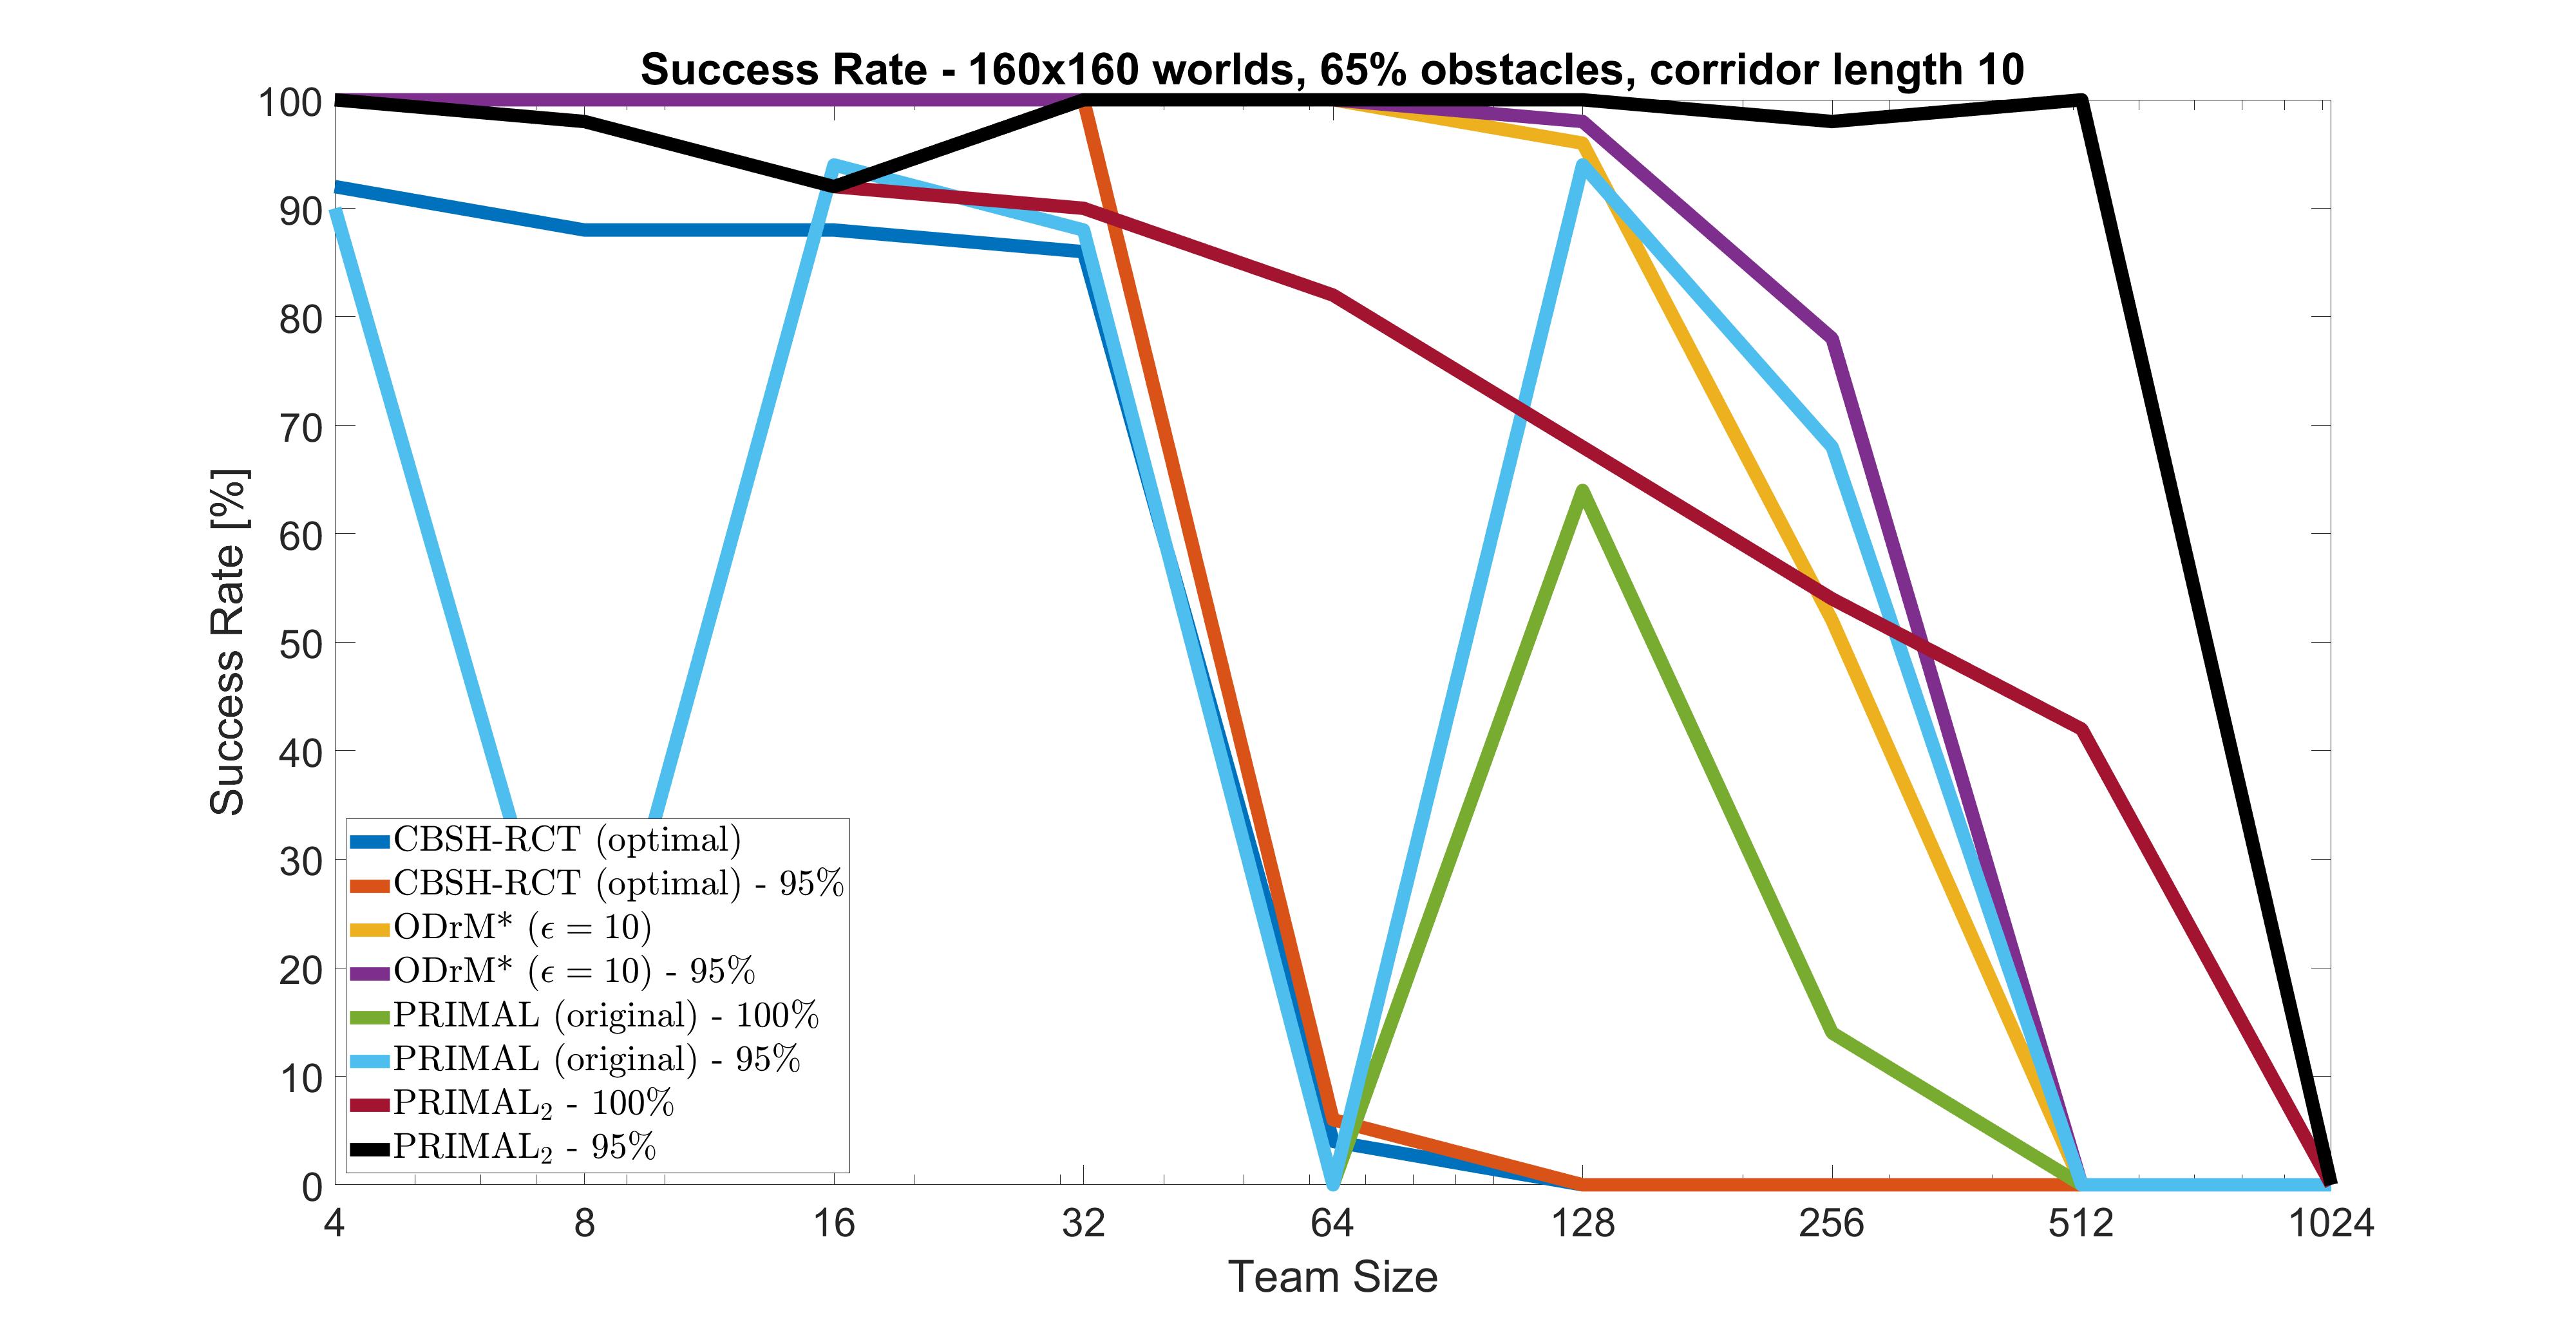 Success Rate - 160x160 worlds, 65% obstacles, corridor length 10
100
90
80
70
60
50
40
30
20
10
0
Success Rate [%]
CBSH-RCT (optimal)
CBSH-RCT (optimal) - 95%
ODrM* (ϵ = 10)
ODrM* (ϵ = 10) - 95%
PRIMAL (original) - 100%
PRIMAL (original) - 95%
PRIMAL₂ - 100%
PRIMAL₂ - 95%
4 8 16 32 64 128 256 512 1024
Team Size